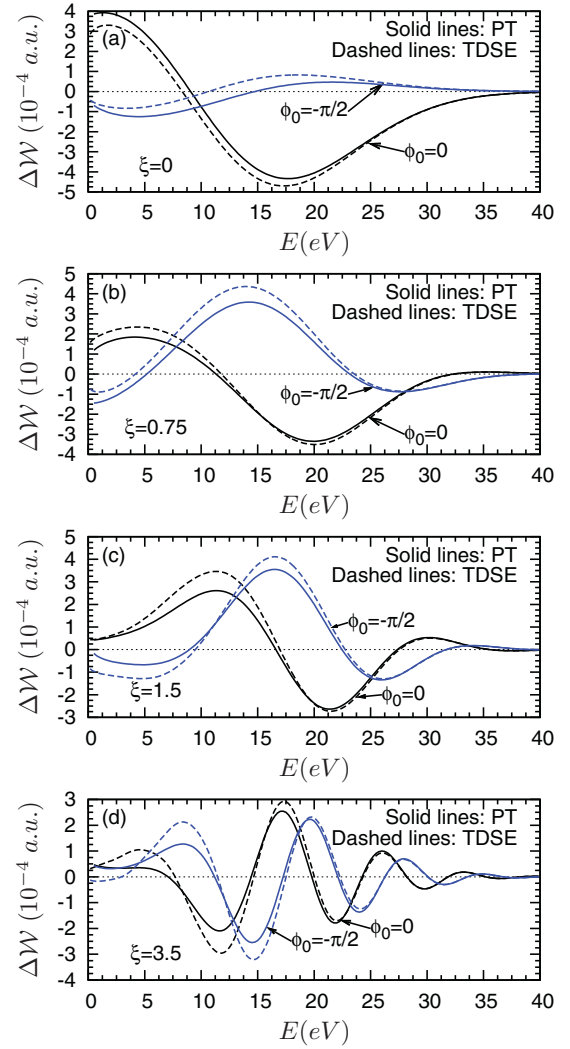 (a)
Solid lines: PT
Dashed lines: TDSE
ϕ₀=-π/2
ϕ₀=0
ξ=0
ΔW (10⁻⁴ a.u.)
4
3
2
1
0
-1
-2
-3
-4
-5
0 5 10 15 20 25 30 35 40
E(eV)
(b)
Solid lines: PT
Dashed lines: TDSE
ϕ₀=-π/2
ϕ₀=0
ξ=0.75
ΔW (10⁻⁴ a.u.)
5
4
3
2
1
0
-1
-2
-3
-4
0 5 10 15 20 25 30 35 40
E(eV)
(c)
Solid lines: PT
Dashed lines: TDSE
ϕ₀=-π/2
ϕ₀=0
ξ=1.5
ΔW (10⁻⁴ a.u.)
5
4
3
2
1
0
-1
-2
-3
0 5 10 15 20 25 30 35 40
E(eV)
(d)
Solid lines: PT
Dashed lines: TDSE
ϕ₀=0
ϕ₀=-π/2
ξ=3.5
ΔW (10⁻⁴ a.u.)
3
2
1
0
-1
-2
-3
-4
0 5 10 15 20 25 30 35 40
E(eV)